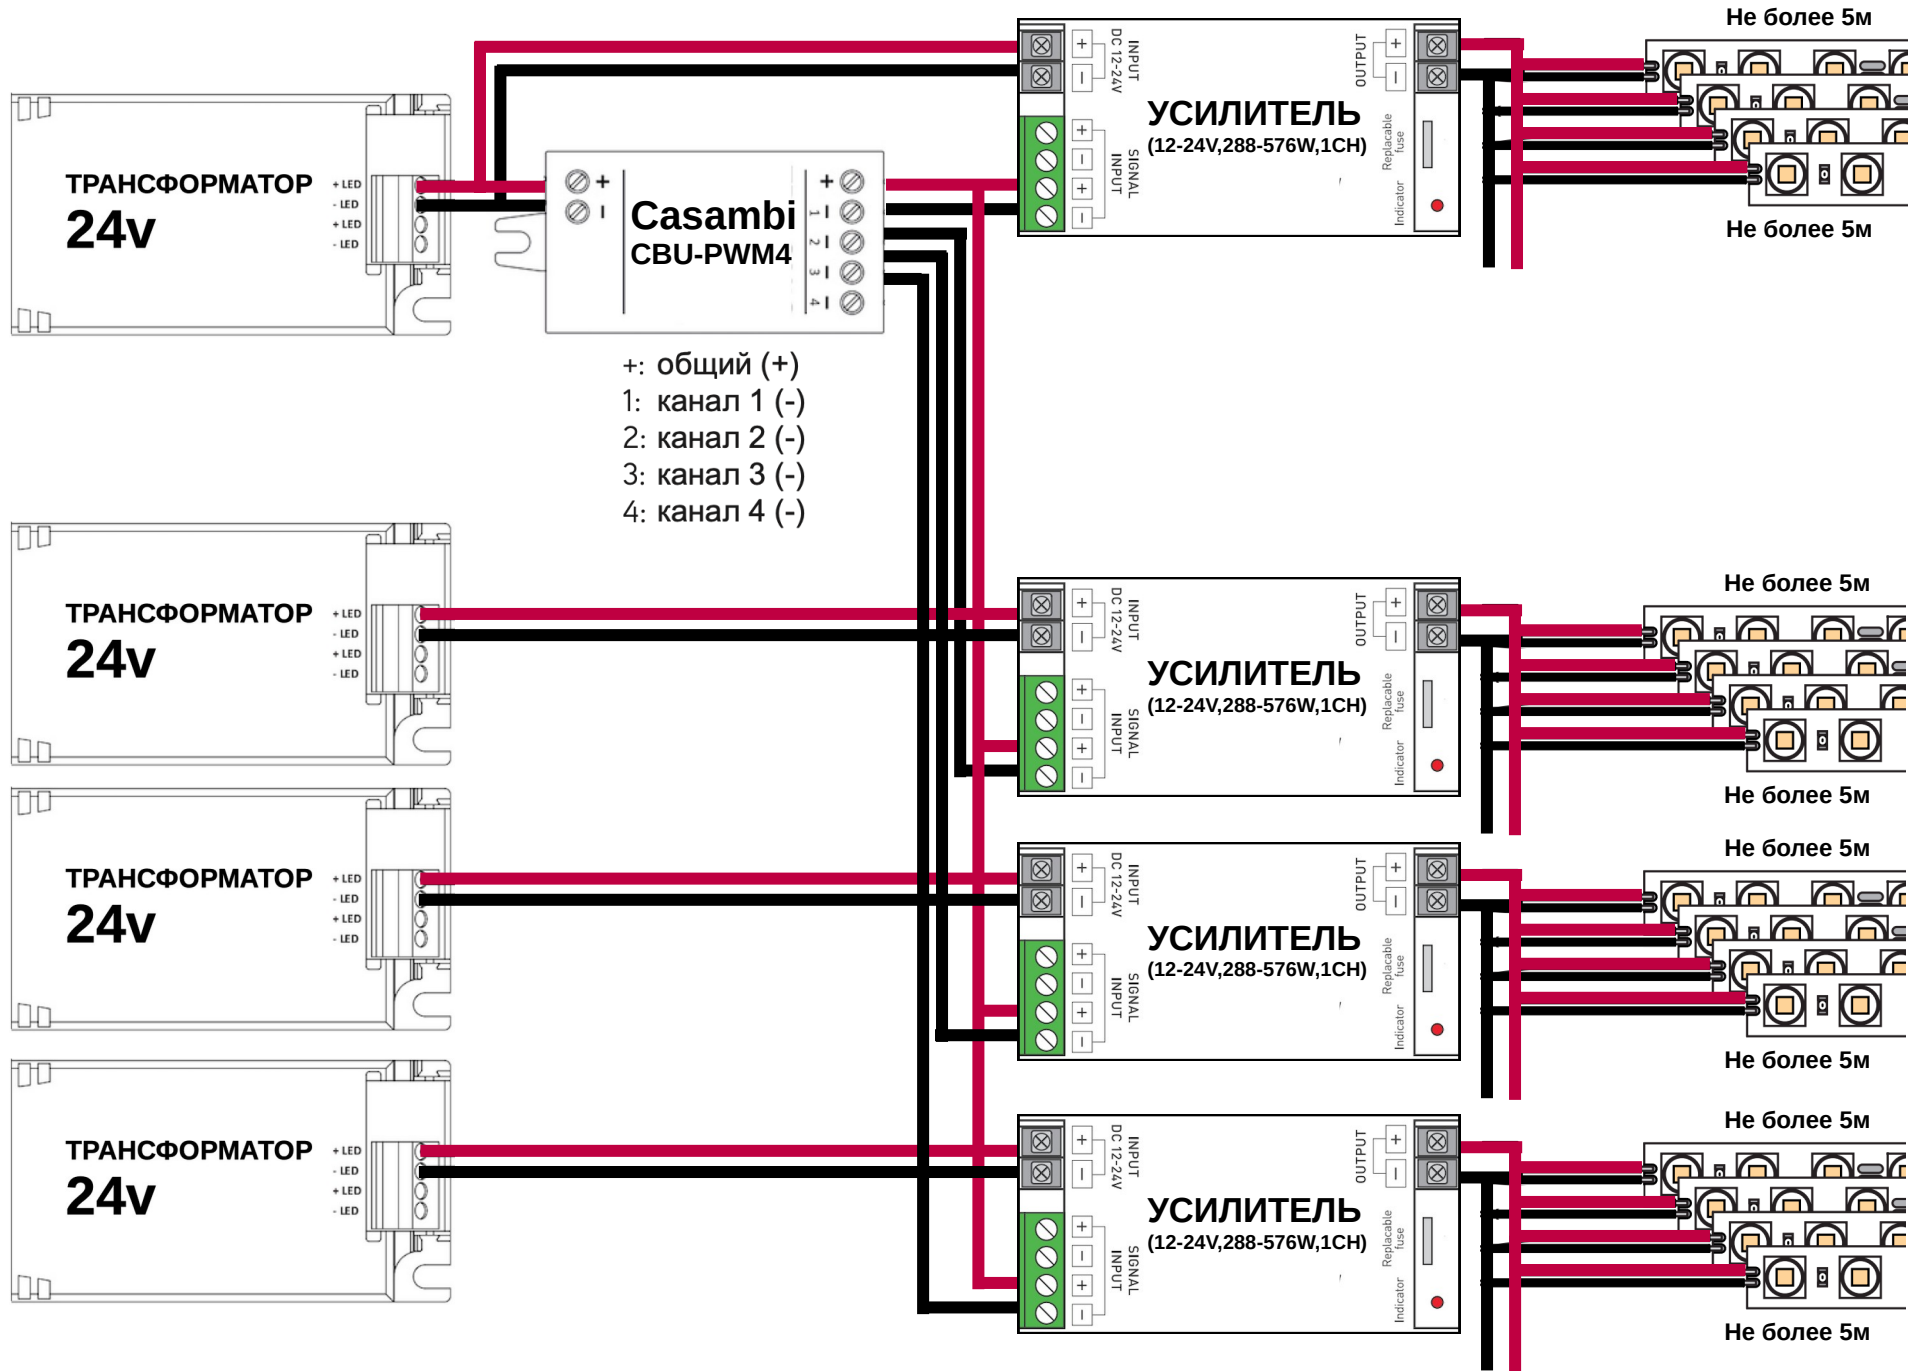 Не более 5м
INPUT
DC 12-24V
+
−
OUTPUT
+
−
УСИЛИТЕЛЬ
(12-24V,288-576W,1CH)
SIGNAL
INPUT
+
−
+
−
Replacable
fuse
Indicator
Не более 5м
ТРАНСФОРМАТОР
24v
+ LED
- LED
+ LED
- LED
+
−
Casambi
CBU-PWM4
+
1 −
2 −
3 −
4 −
+: общий (+)
1: канал 1 (-)
2: канал 2 (-)
3: канал 3 (-)
4: канал 4 (-)
ТРАНСФОРМАТОР
24v
+ LED
- LED
+ LED
- LED
INPUT
DC 12-24V
+
−
OUTPUT
+
−
УСИЛИТЕЛЬ
(12-24V,288-576W,1CH)
SIGNAL
INPUT
+
−
+
−
Replacable
fuse
Indicator
Не более 5м
Не более 5м
ТРАНСФОРМАТОР
24v
+ LED
- LED
+ LED
- LED
INPUT
DC 12-24V
+
−
OUTPUT
+
−
УСИЛИТЕЛЬ
(12-24V,288-576W,1CH)
SIGNAL
INPUT
+
−
+
−
Replacable
fuse
Indicator
Не более 5м
Не более 5м
ТРАНСФОРМАТОР
24v
+ LED
- LED
+ LED
- LED
INPUT
DC 12-24V
+
−
OUTPUT
+
−
УСИЛИТЕЛЬ
(12-24V,288-576W,1CH)
SIGNAL
INPUT
+
−
+
−
Replacable
fuse
Indicator
Не более 5м
Не более 5м